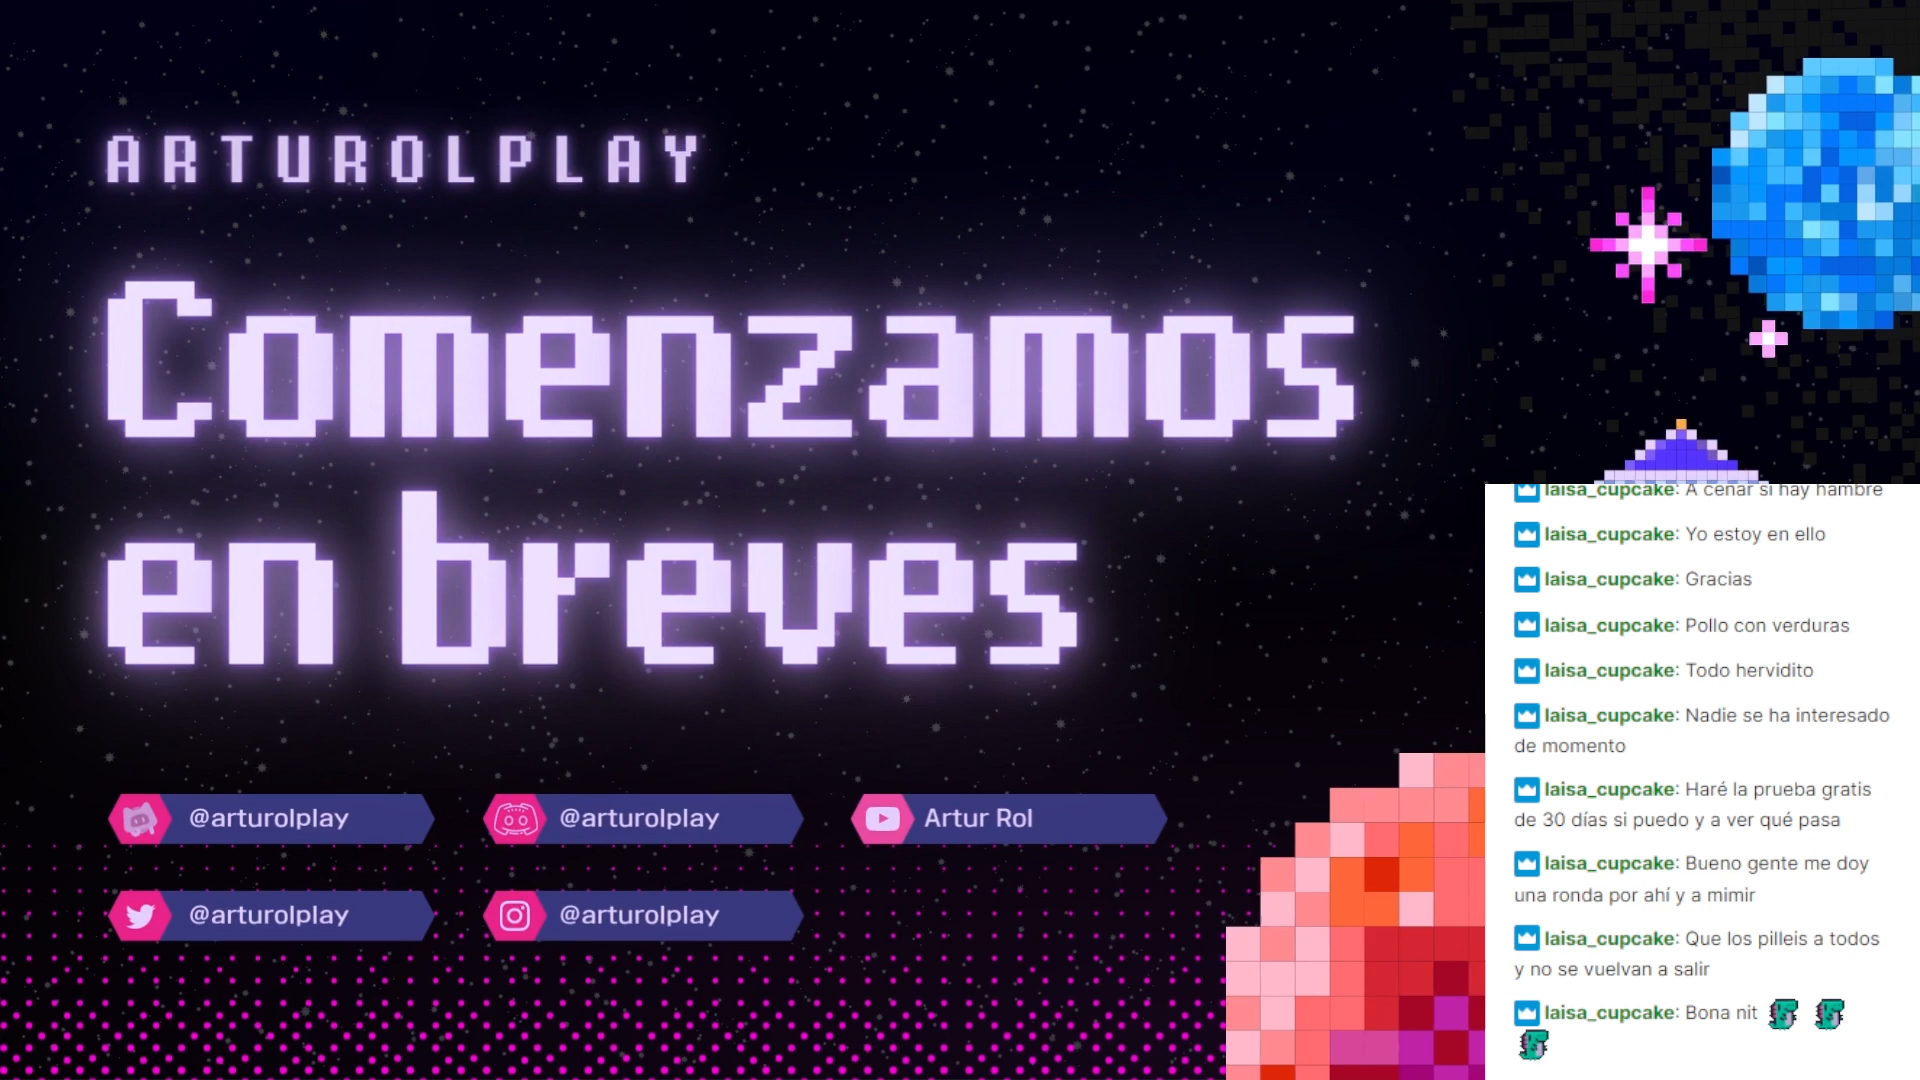 ARTUROLPLAY
Comenzamos
en breves
@arturolplay
@arturolplay
Artur Rol
@arturolplay
@arturolplay
laisa_cupcake: A cenar si hay hambre
laisa_cupcake: Yo estoy en ello
laisa_cupcake: Gracias
laisa_cupcake: Pollo con verduras
laisa_cupcake: Todo hervidito
laisa_cupcake: Nadie se ha interesado
de momento
laisa_cupcake: Haré la prueba gratis
de 30 días si puedo y a ver qué pasa
laisa_cupcake: Bueno gente me doy
una ronda por ahí y a mimir
laisa_cupcake: Que los pilleis a todos
y no se vuelvan a salir
laisa_cupcake: Bona nit